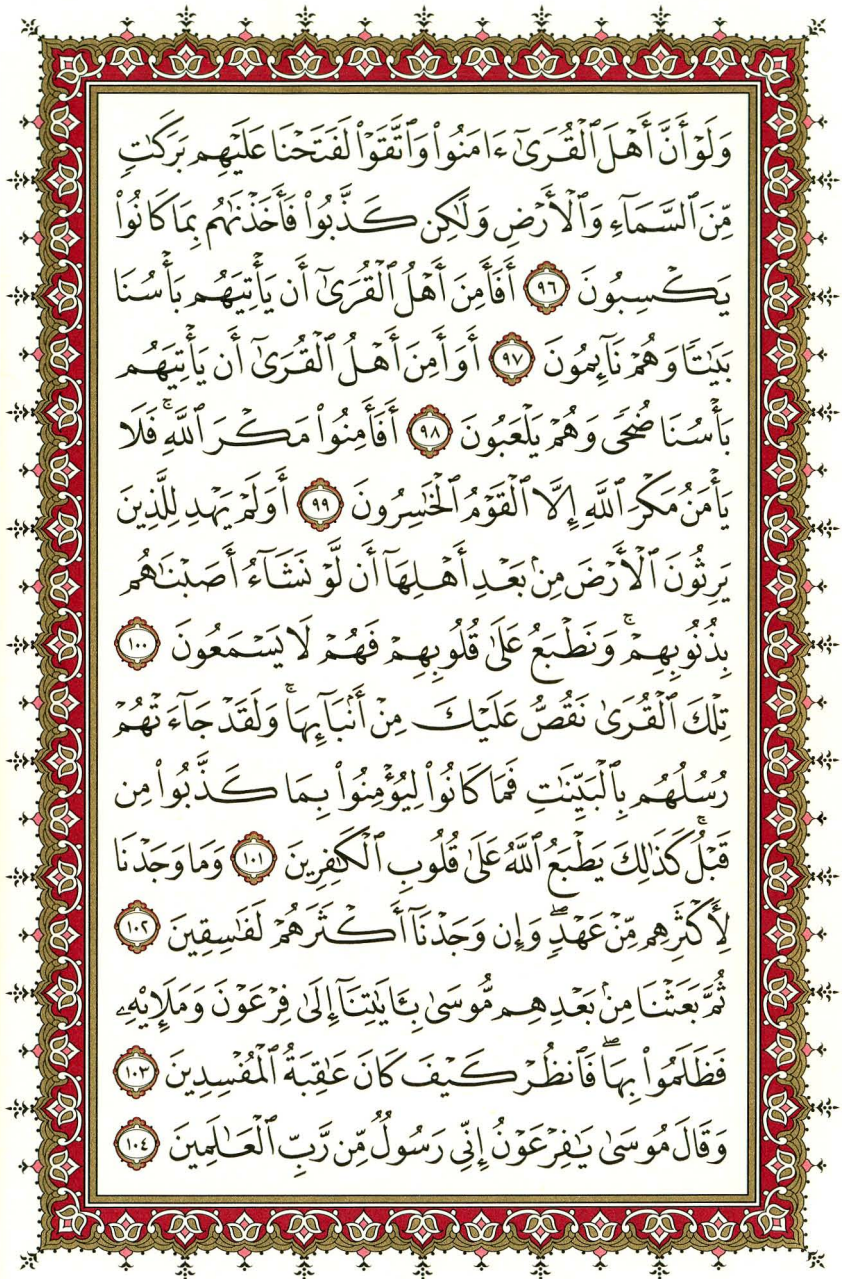 وَلَوۡ أَنَّ أَهۡلَ ٱلۡقُرَىٰٓ ءَامَنُواْ وَٱتَّقَوۡاْ لَفَتَحۡنَا عَلَيۡهِم بَرَكَٰتٖ
مِّنَ ٱلسَّمَآءِ وَٱلۡأَرۡضِ وَلَٰكِن كَذَّبُواْ فَأَخَذۡنَٰهُم بِمَا كَانُواْ
يَكۡسِبُونَ ٩٦ أَفَأَمِنَ أَهۡلُ ٱلۡقُرَىٰٓ أَن يَأۡتِيَهُم بَأۡسُنَا
بَيَٰتٗا وَهُمۡ نَآئِمُونَ ٩٧ أَوَ أَمِنَ أَهۡلُ ٱلۡقُرَىٰٓ أَن يَأۡتِيَهُم
بَأۡسُنَا ضُحٗى وَهُمۡ يَلۡعَبُونَ ٩٨ أَفَأَمِنُواْ مَكۡرَ ٱللَّهِۚ فَلَا
يَأۡمَنُ مَكۡرَ ٱللَّهِ إِلَّا ٱلۡقَوۡمُ ٱلۡخَٰسِرُونَ ٩٩ أَوَلَمۡ يَهۡدِ لِلَّذِينَ
يَرِثُونَ ٱلۡأَرۡضَ مِنۢ بَعۡدِ أَهۡلِهَآ أَن لَّوۡ نَشَآءُ أَصَبۡنَٰهُم
بِذُنُوبِهِمۡۚ وَنَطۡبَعُ عَلَىٰ قُلُوبِهِمۡ فَهُمۡ لَا يَسۡمَعُونَ ١٠٠
تِلۡكَ ٱلۡقُرَىٰ نَقُصُّ عَلَيۡكَ مِنۡ أَنۢبَآئِهَاۚ وَلَقَدۡ جَآءَتۡهُمۡ
رُسُلُهُم بِٱلۡبَيِّنَٰتِ فَمَا كَانُواْ لِيُؤۡمِنُواْ بِمَا كَذَّبُواْ مِن
قَبۡلُۚ كَذَٰلِكَ يَطۡبَعُ ٱللَّهُ عَلَىٰ قُلُوبِ ٱلۡكَٰفِرِينَ ١٠١ وَمَا وَجَدۡنَا
لِأَكۡثَرِهِم مِّنۡ عَهۡدٖۖ وَإِن وَجَدۡنَآ أَكۡثَرَهُمۡ لَفَٰسِقِينَ ١٠٢
ثُمَّ بَعَثۡنَا مِنۢ بَعۡدِهِم مُّوسَىٰ بِـَٔايَٰتِنَآ إِلَىٰ فِرۡعَوۡنَ وَمَلَإِيْهِۦ
فَظَلَمُواْ بِهَاۖ فَٱنظُرۡ كَيۡفَ كَانَ عَٰقِبَةُ ٱلۡمُفۡسِدِينَ ١٠٣
وَقَالَ مُوسَىٰ يَٰفِرۡعَوۡنُ إِنِّي رَسُولٞ مِّن رَّبِّ ٱلۡعَٰلَمِينَ ١٠٤